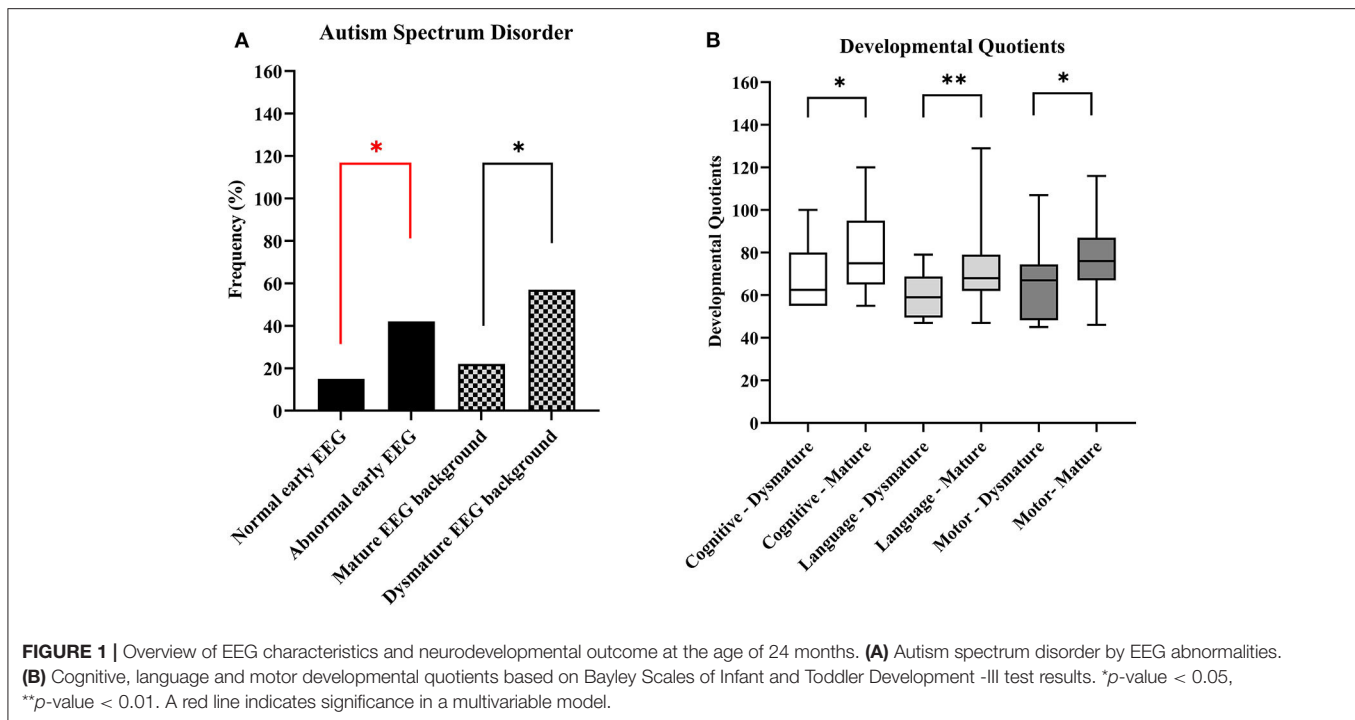 A
Autism Spectrum Disorder
*
*
Frequency (%)
160
140
120
100
80
60
40
20
0
Normal early EEG
Abnormal early EEG
Mature EEG background
Dysmature EEG background
B
Developmental Quotients
*
**
*
Developmental Quotients
160
140
120
100
80
60
40
20
0
Cognitive - Dysmature
Cognitive - Mature
Language - Dysmature
Language - Mature
Motor - Dysmature
Motor- Mature
FIGURE 1 | Overview of EEG characteristics and neurodevelopmental outcome at the age of 24 months. (A) Autism spectrum disorder by EEG abnormalities.
(B) Cognitive, language and motor developmental quotients based on Bayley Scales of Infant and Toddler Development -III test results. *p-value < 0.05,
**p-value < 0.01. A red line indicates significance in a multivariable model.